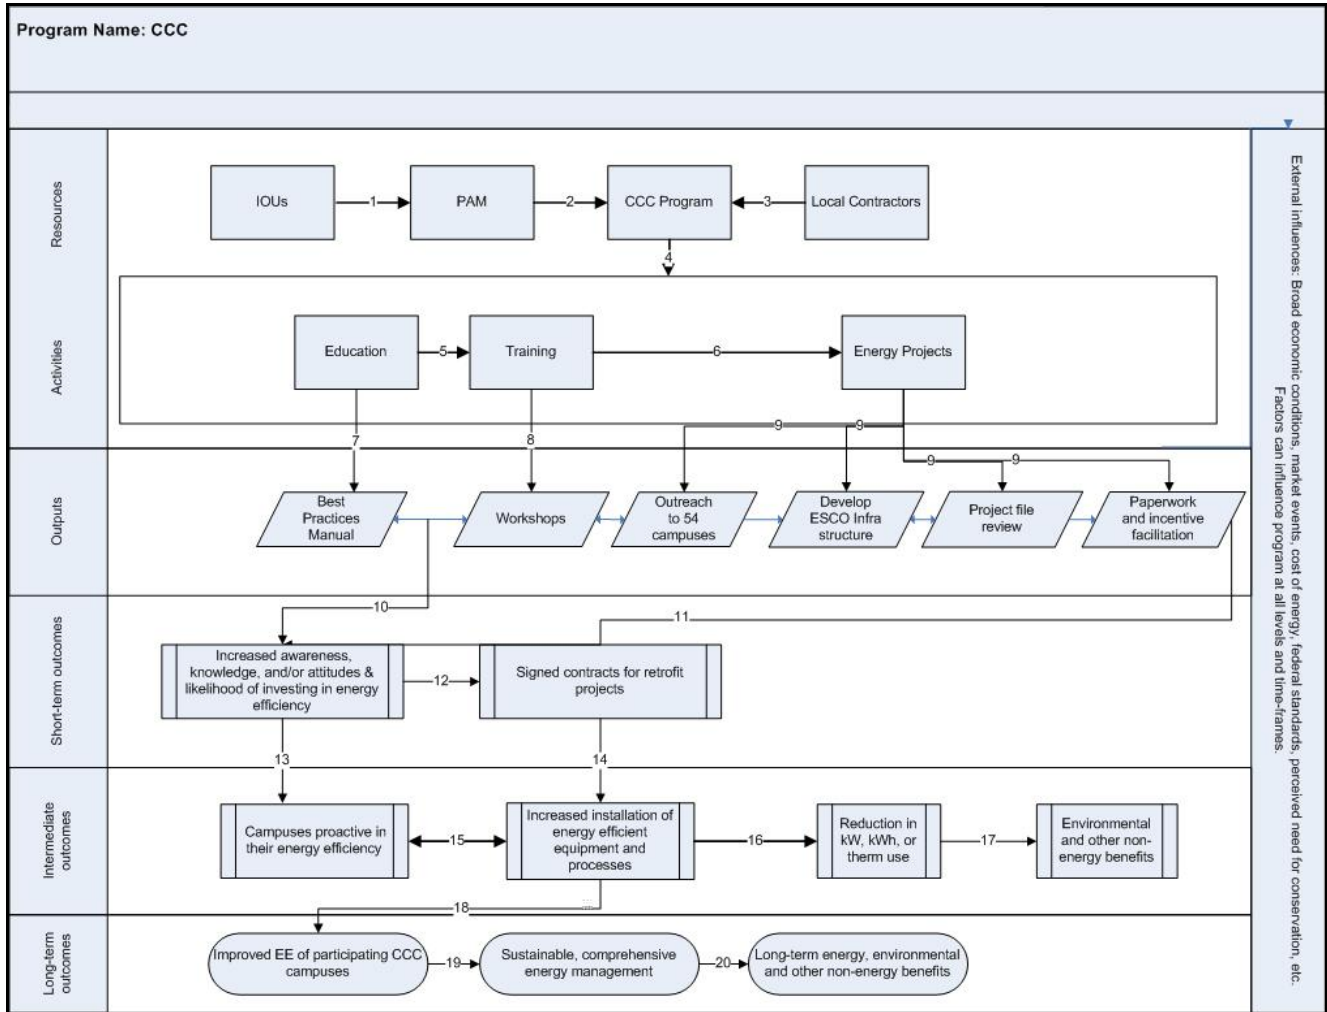 Program Name: CCC
Resources
IOUs
1
PAM
2
CCC Program
3
Local Contractors
4
Activities
Education
5
Training
6
Energy Projects
7
8
9
9
9
9
Outputs
Best
Practices
Manual
Workshops
Outreach
to 54
campuses
Develop
ESCO Infra
structure
Project file
review
Paperwork
and incentive
facilitation
10
11
Short-term outcomes
Increased awareness,
knowledge, and/or attitudes &
likelihood of investing in energy
efficiency
12
Signed contracts for retrofit
projects
13
14
Intermediate
outcomes
Campuses proactive in
their energy efficiency
15
Increased installation of
energy efficient
equipment and
processes
16
Reduction in
kW, kWh, or
therm use
17
Environmental
and other non-
energy benefits
18
Long-term
outcomes
Improved EE of participating CCC
campuses
19
Sustainable, comprehensive
energy management
20
Long-term energy, environmental
and other non-energy benefits
External influences: Broad economic conditions, market events, cost of energy, federal standards, perceived need for conservation, etc.
Factors can influence program at all levels and time-frames.